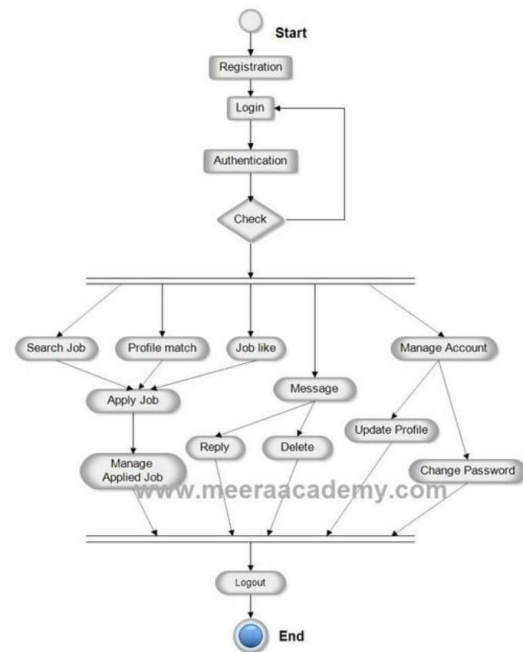 Start
Registration
Login
Authentication
Check
Search Job
Profile match
Job like
Manage Account
Message
Apply Job
Update Profile
Reply
Delete
Manage
Applied Job
Change Password
www.meeraacademy.com
Logout
End